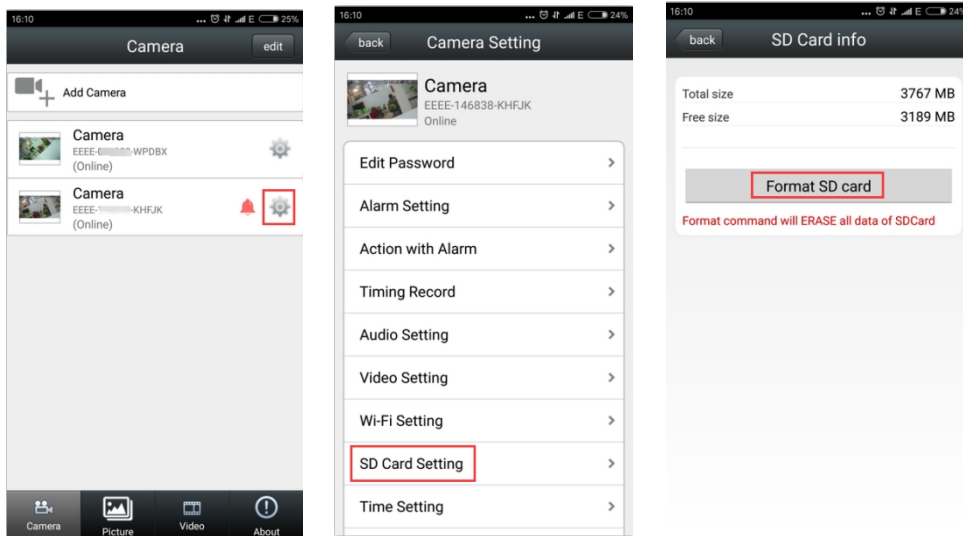 16:10
... E 25%
Camera
edit
Add Camera
Camera
EEEE- -WPDBX
(Online)
Camera
EEEE- -KHFJK
(Online)
Camera
Picture
Video
About
16:10
... E 24%
back
Camera Setting
Camera
EEEE-146838-KHFJK
Online
Edit Password
Alarm Setting
Action with Alarm
Timing Record
Audio Setting
Video Setting
Wi-Fi Setting
SD Card Setting
Time Setting
16:10
... E 24%
back
SD Card info
Total size 3767 MB
Free size 3189 MB
Format SD card
Format command will ERASE all data of SDCard